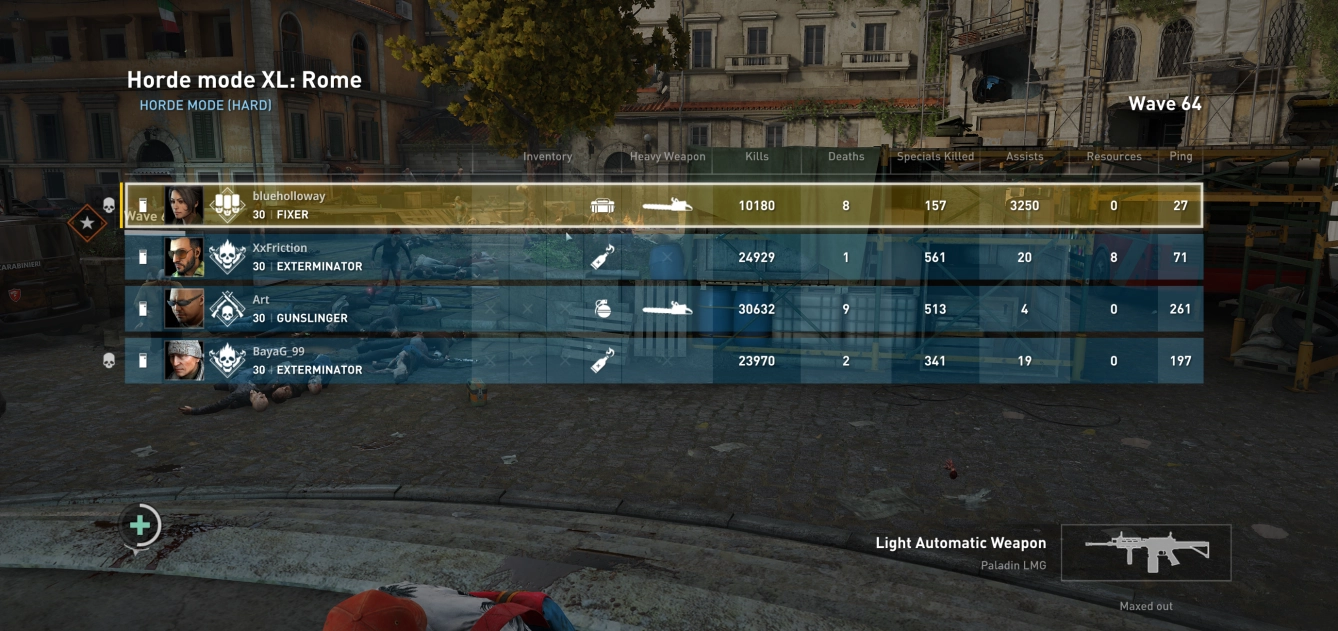 Horde mode XL: Rome
HORDE MODE (HARD)
Wave 64
Inventory Heavy Weapon Kills Deaths Specials Killed Assists Resources Ping
Wave 6
blueholloway
30 | FIXER
10180 8 157 3250 0 27
XxFriction
30 | EXTERMINATOR
24929 1 561 20 8 71
CARABINIERI
Art
30 | GUNSLINGER
30632 9 513 4 0 261
BayaG_99
30 | EXTERMINATOR
23970 2 341 19 0 197
Light Automatic Weapon
Paladin LMG
Maxed out